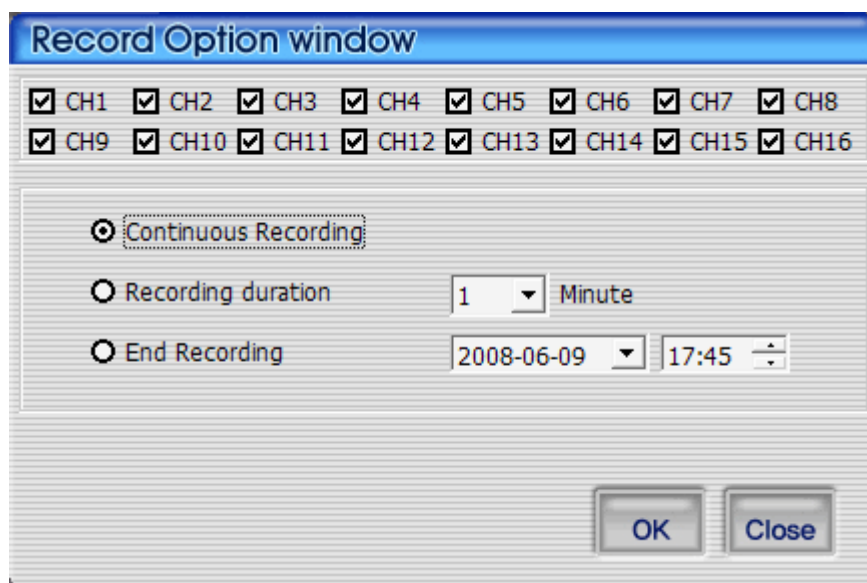 Record Option window
CH1 CH2 CH3 CH4 CH5 CH6 CH7 CH8
CH9 CH10 CH11 CH12 CH13 CH14 CH15 CH16
Continuous Recording
Recording duration 1 Minute
End Recording 2008-06-09 17:45
OK Close